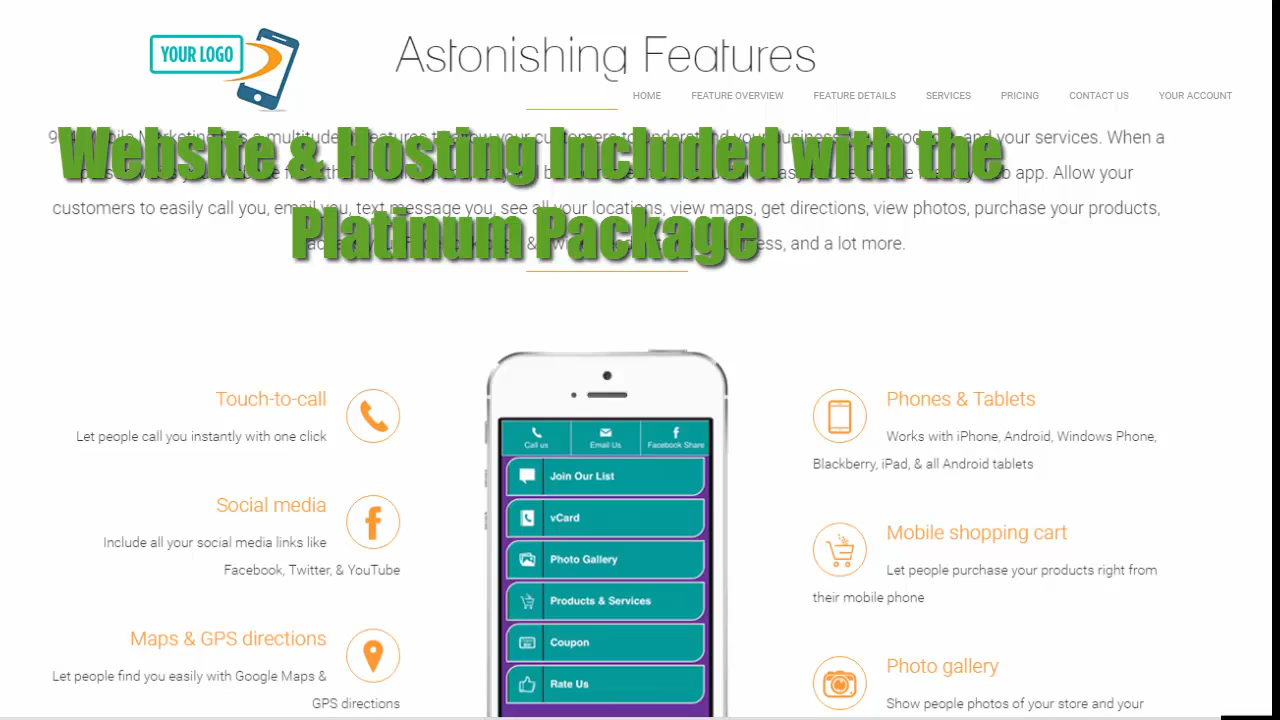 YOUR LOGO
Astonishing Features
HOME FEATURE OVERVIEW FEATURE DETAILS SERVICES PRICING CONTACT US YOUR ACCOUNT
Website & Hosting Included with the
Platinum Package
and your services. When a
app. Allow your
customers to easily call you, email you, text message you, see all your locations, view maps, get directions, view photos, purchase your products,
and a lot more.
Touch-to-call
Let people call you instantly with one click
Social media
Include all your social media links like
Facebook, Twitter, & YouTube
Maps & GPS directions
Let people find you easily with Google Maps &
GPS directions
Call us Email Us Facebook Share
Join Our List
vCard
Photo Gallery
Products & Services
Coupon
Rate Us
Phones & Tablets
Works with iPhone, Android, Windows Phone,
Blackberry, iPad, & all Android tablets
Mobile shopping cart
Let people purchase your products right from
their mobile phone
Photo gallery
Show people photos of your store and your